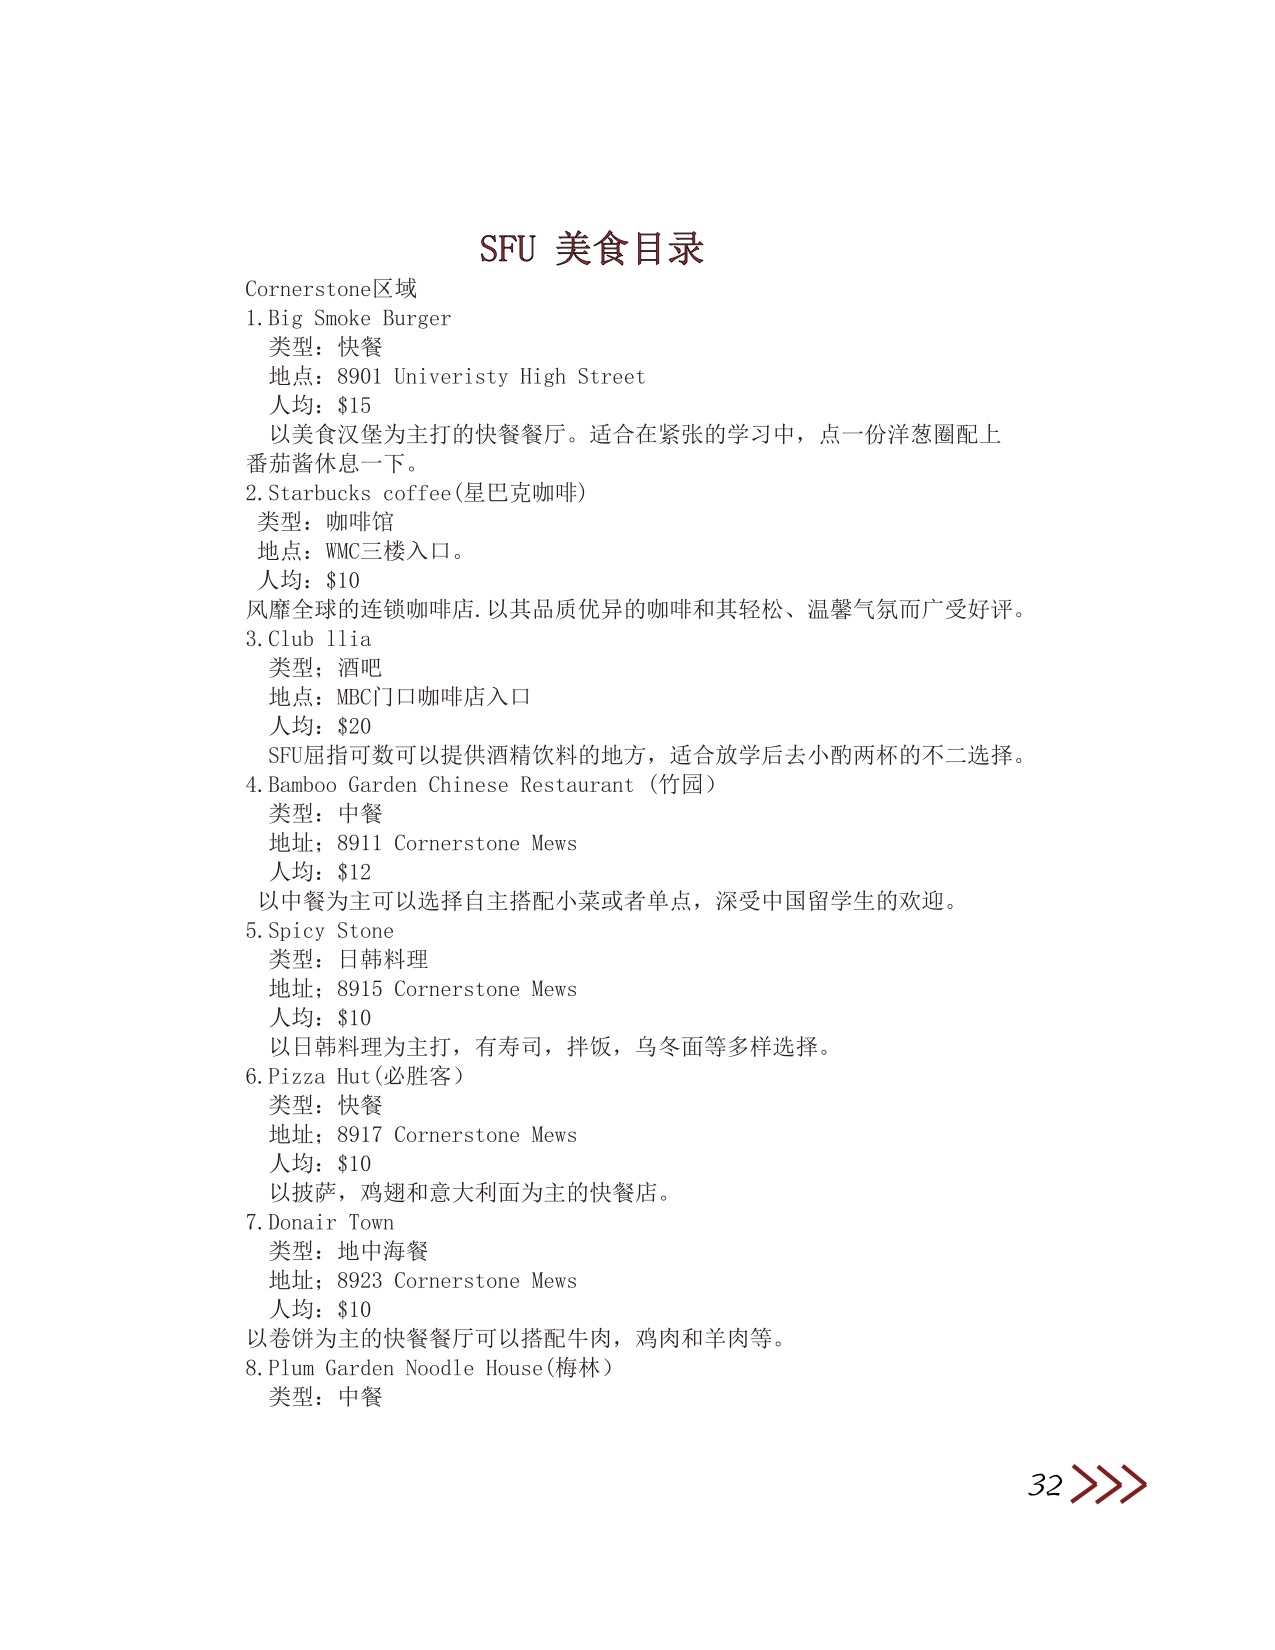 SFU 美食目录
Cornerstone区域
1.Big Smoke Burger
类型：快餐
地点：8901 Univeristy High Street
人均：$15
以美食汉堡为主打的快餐餐厅。适合在紧张的学习中，点一份洋葱圈配上
番茄酱休息一下。
2.Starbucks coffee(星巴克咖啡)
类型：咖啡馆
地点：WMC三楼入口。
人均：$10
风靡全球的连锁咖啡店.以其品质优异的咖啡和其轻松、温馨气氛而广受好评。
3.Club llia
类型；酒吧
地点：MBC门口咖啡店入口
人均：$20
SFU屈指可数可以提供酒精饮料的地方，适合放学后去小酌两杯的不二选择。
4.Bamboo Garden Chinese Restaurant（竹园）
类型：中餐
地址；8911 Cornerstone Mews
人均：$12
以中餐为主可以选择自主搭配小菜或者单点，深受中国留学生的欢迎。
5.Spicy Stone
类型：日韩料理
地址；8915 Cornerstone Mews
人均：$10
以日韩料理为主打，有寿司，拌饭，乌冬面等多样选择。
6.Pizza Hut(必胜客）
类型：快餐
地址；8917 Cornerstone Mews
人均：$10
以披萨，鸡翅和意大利面为主的快餐店。
7.Donair Town
类型：地中海餐
地址；8923 Cornerstone Mews
人均：$10
以卷饼为主的快餐餐厅可以搭配牛肉，鸡肉和羊肉等。
8.Plum Garden Noodle House(梅林）
类型：中餐
32